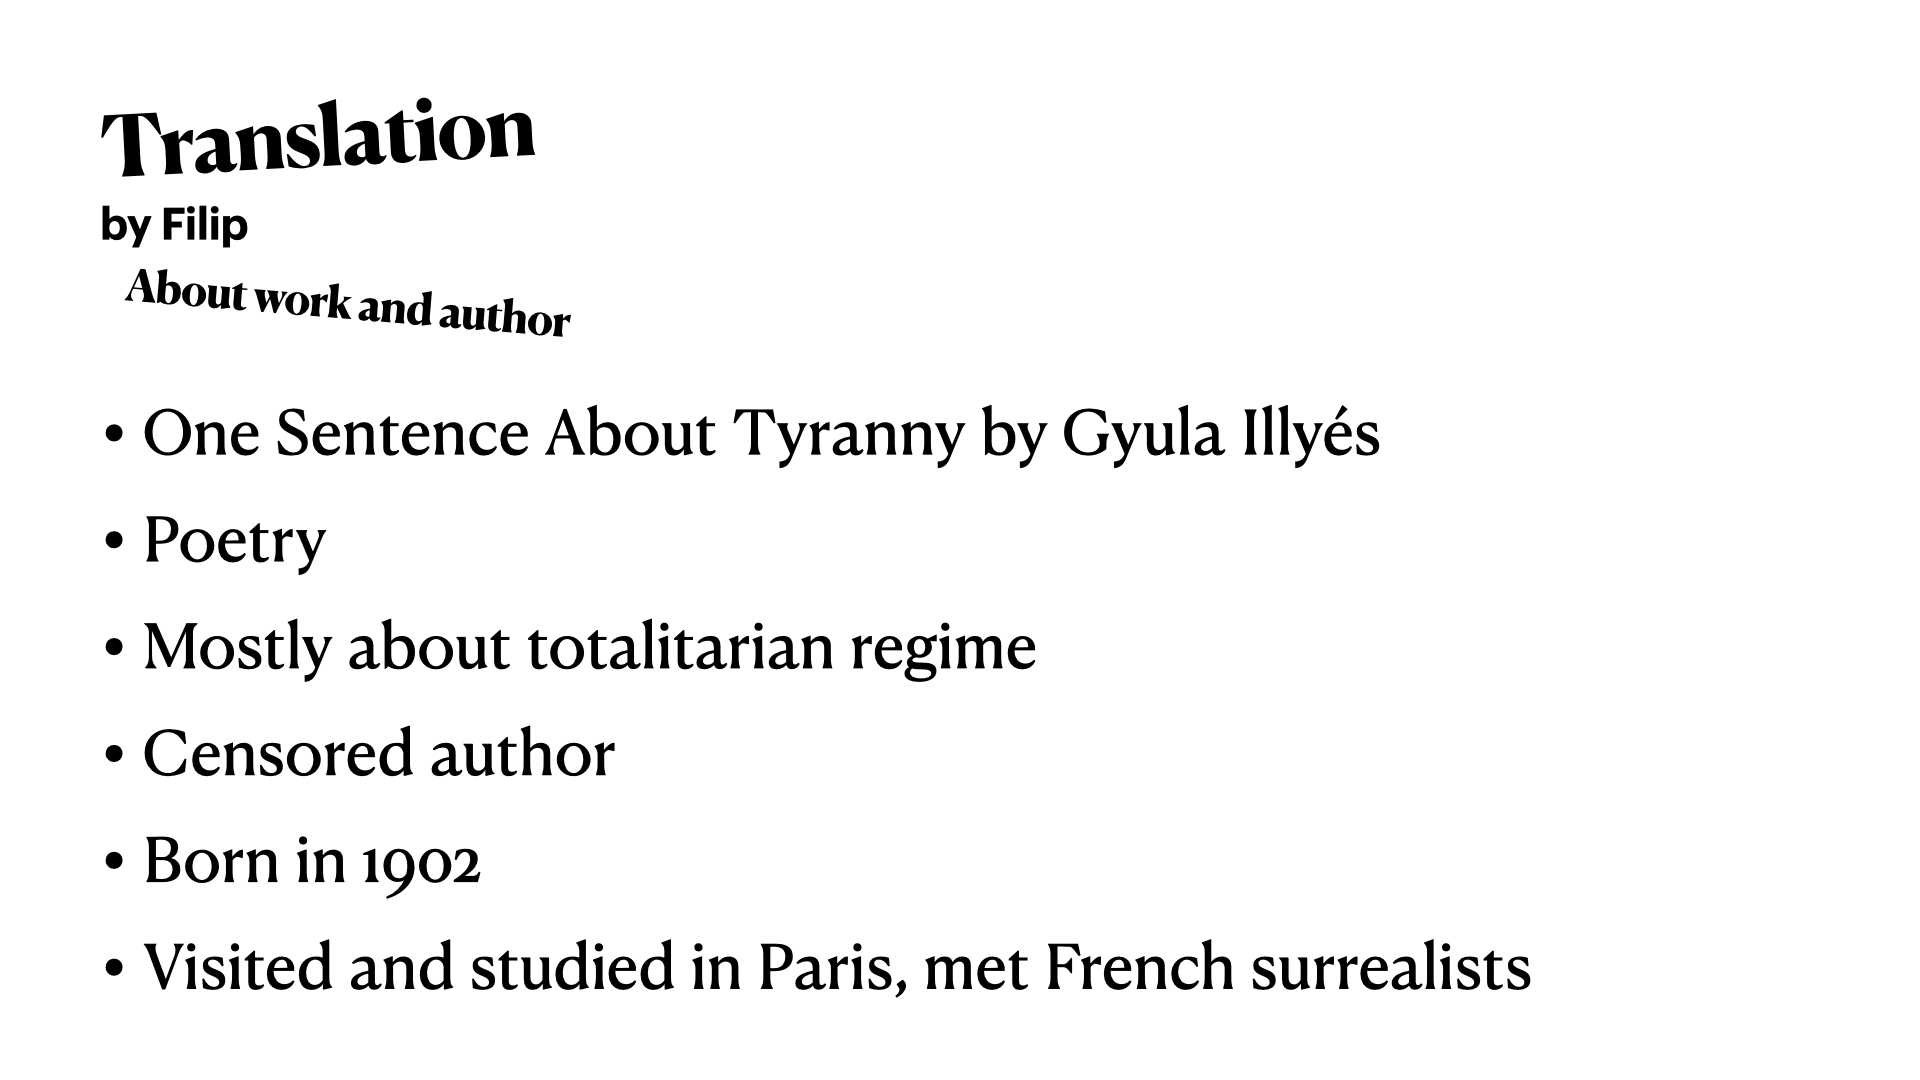 Translation
by Filip
About work and author
• One Sentence About Tyranny by Gyula Illyés
• Poetry
• Mostly about totalitarian regime
• Censored author
• Born in 1902
• Visited and studied in Paris, met French surrealists